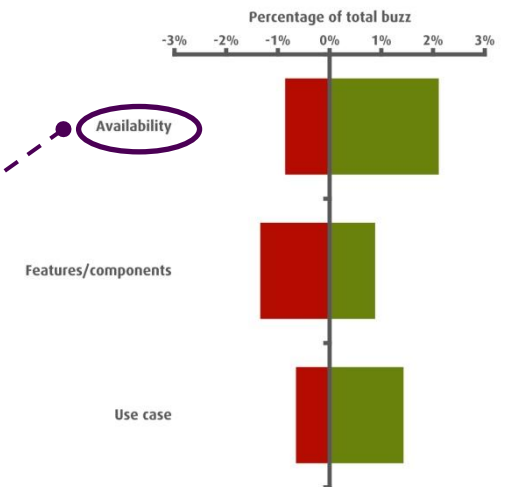 Percentage of total buzz
-3% -2% -1% 0% 1% 2% 3%
Availability
Features/components
Use case